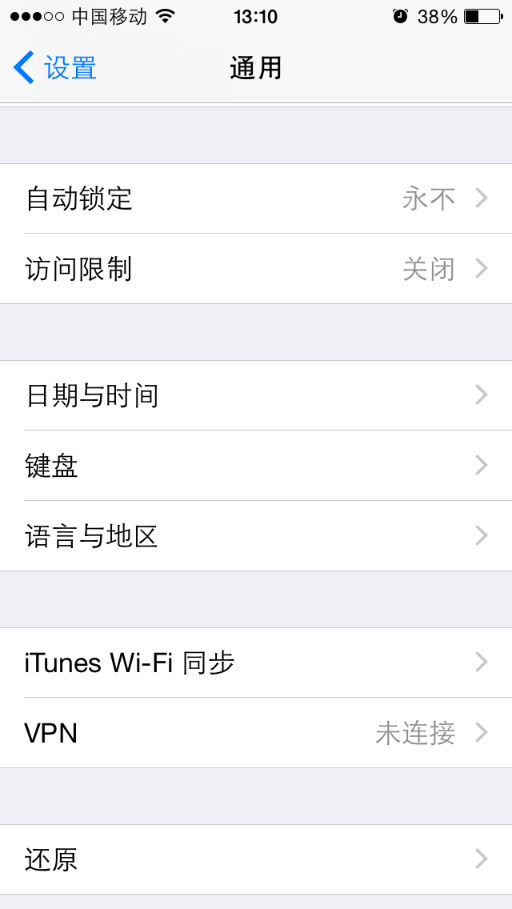 中国移动 13:10 38%
设置 通用
自动锁定 永不
访问限制 关闭
日期与时间
键盘
语言与地区
iTunes Wi-Fi 同步
VPN 未连接
还原